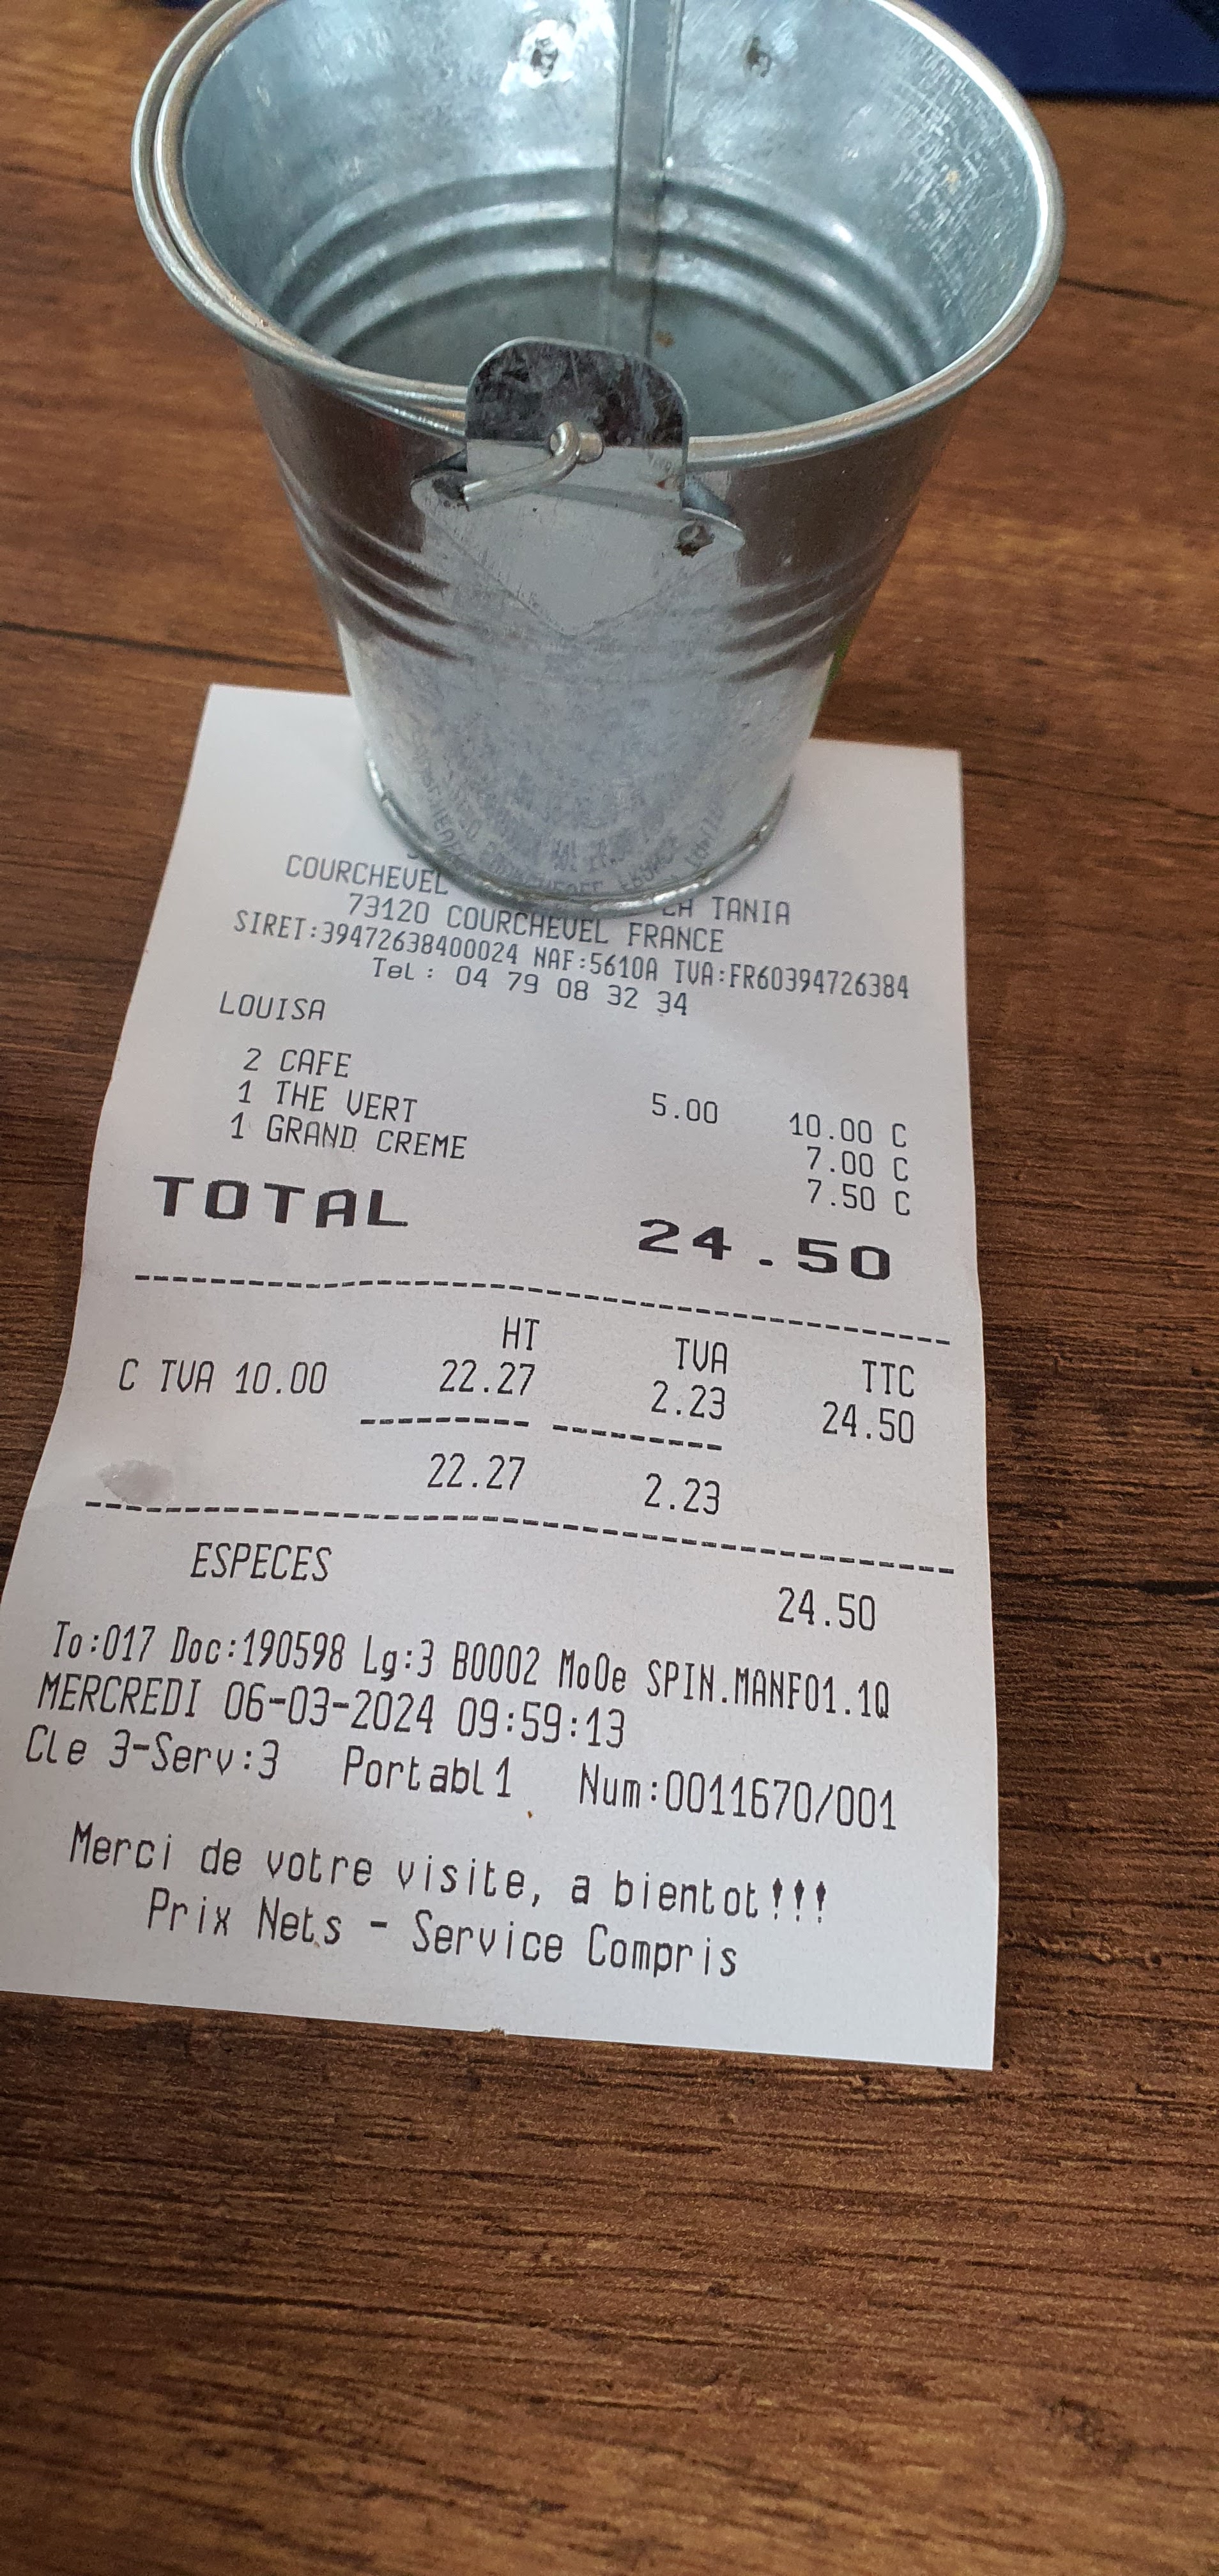 COURCHEVEL LA TANIA
73120 COURCHEVEL FRANCE
SIRET:39472638400024 NAF:5610A TVA:FR60394726384
Tel: 04 79 08 32 34
LOUISA
2 CAFE 5.00 10.00 C
1 THE VERT 7.00 C
1 GRAND CREME 7.50 C
TOTAL 24.50
HT TVA TTC
C TVA 10.00 22.27 2.23 24.50
22.27 2.23
ESPECES 24.50
To:017 Doc:190598 Lg:3 B0002 Mo0e SPIN.MANF01.1Q
MERCREDI 06-03-2024 09:59:13
Cle 3-Serv:3 Portabl1 Num:0011670/001
Merci de votre visite, a bientot!!!
Prix Nets - Service Compris